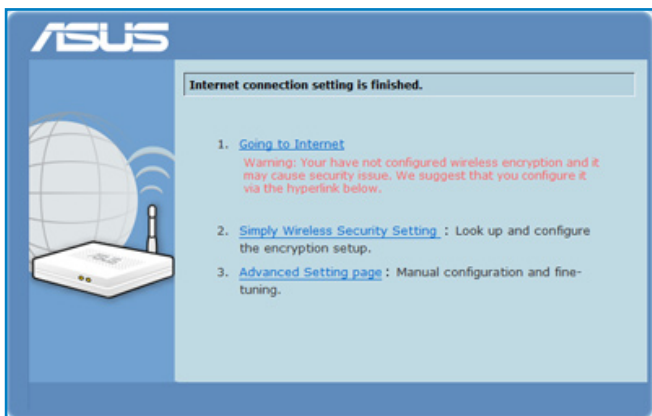 ASUS
Internet connection setting is finished.
1. Going to Internet
Warning: Your have not configured wireless encryption and it
may cause security issue. We suggest that you configure it
via the hyperlink below.
2. Simply Wireless Security Setting : Look up and configure
the encryption setup.
3. Advanced Setting page : Manual configuration and fine-
tuning.
ASUS